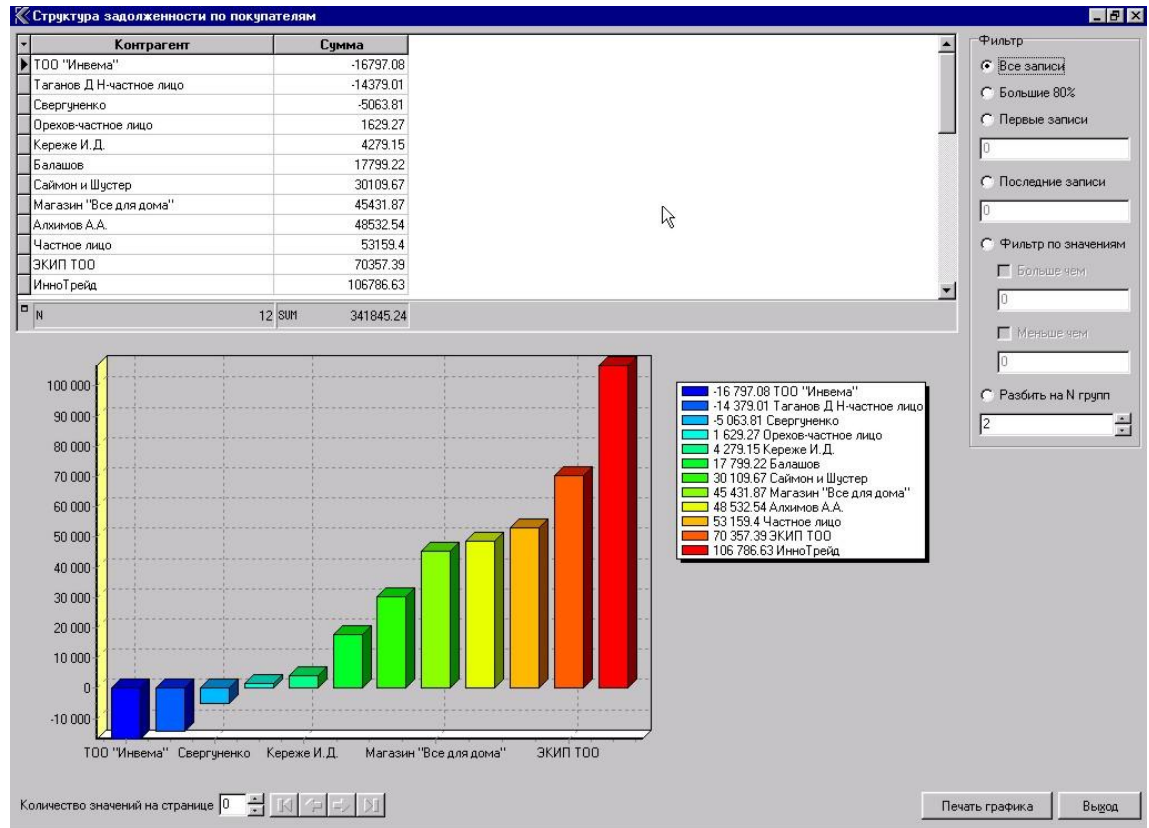 Структура задолженности по покупателям
Контрагент Сумма
ТОО "Инвема" -16797.08
Таганов Д Н-частное лицо -14379.01
Свергуненко -5063.81
Орехов-частное лицо 1629.27
Кереже И.Д. 4279.15
Балашов 17799.22
Саймон и Шустер 30109.67
Магазин "Все для дома" 45431.87
Алхимов А.А. 48532.54
Частное лицо 53159.4
ЭКИП ТОО 70357.39
ИнноТрейд 106786.63
N 12 SUM 341845.24
Фильтр
Все записи
Большие 80%
Первые записи
0
Последние записи
0
Фильтр по значениям
Больше чем
0
Меньше чем
0
Разбить на N групп
2
100 000
90 000
80 000
70 000
60 000
50 000
40 000
30 000
20 000
10 000
0
-10 000
ТОО "Инвема" Свергуненко Кереже И.Д. Магазин "Все для дома" ЭКИП ТОО
-16 797.08 ТОО "Инвема"
-14 379.01 Таганов Д Н-частное лицо
-5 063.81 Свергуненко
1 629.27 Орехов-частное лицо
4 279.15 Кереже И.Д.
17 799.22 Балашов
30 109.67 Саймон и Шустер
45 431.87 Магазин "Все для дома"
48 532.54 Алхимов А.А.
53 159.4 Частное лицо
70 357.39 ЭКИП ТОО
106 786.63 ИнноТрейд
Количество значений на странице 0
Печать графика Выход